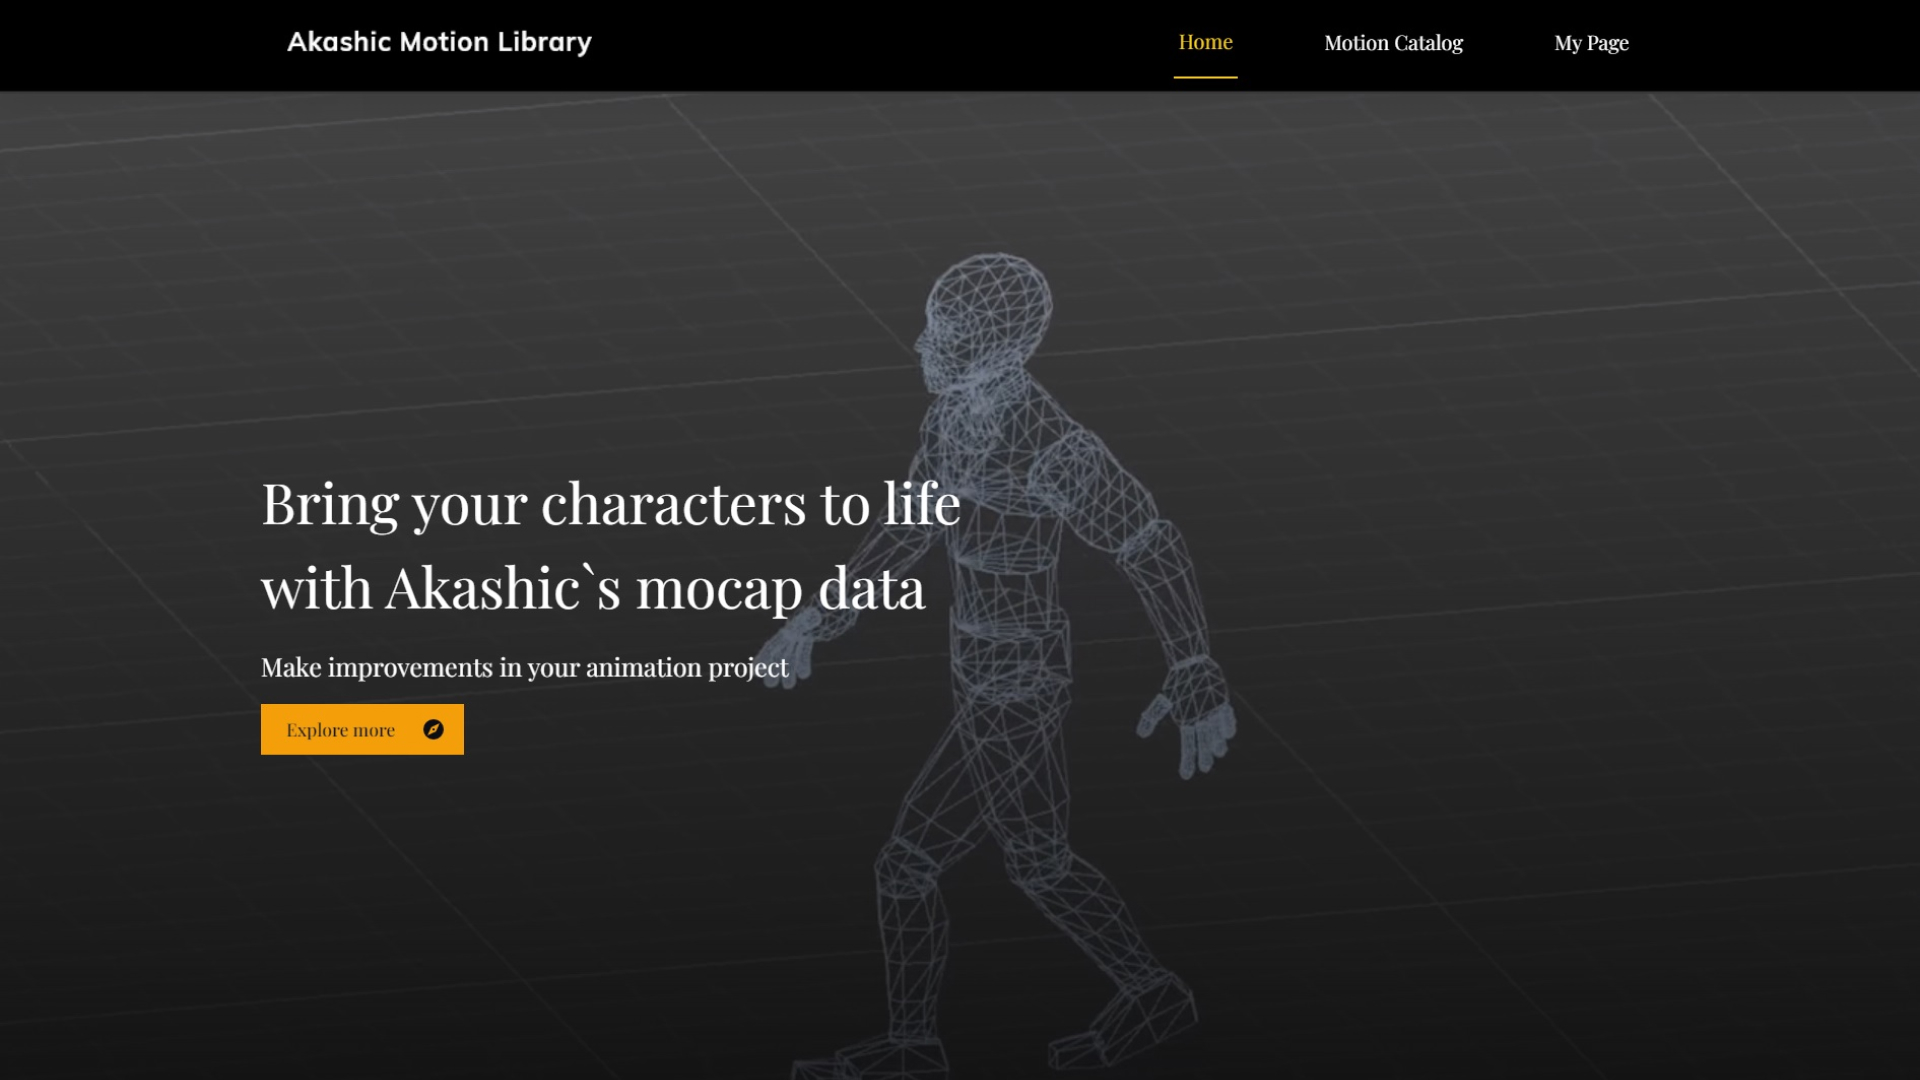 Akashic Motion Library
Home
Motion Catalog
My Page
Bring your characters to life
with Akashic`s mocap data
Make improvements in your animation project
Explore more